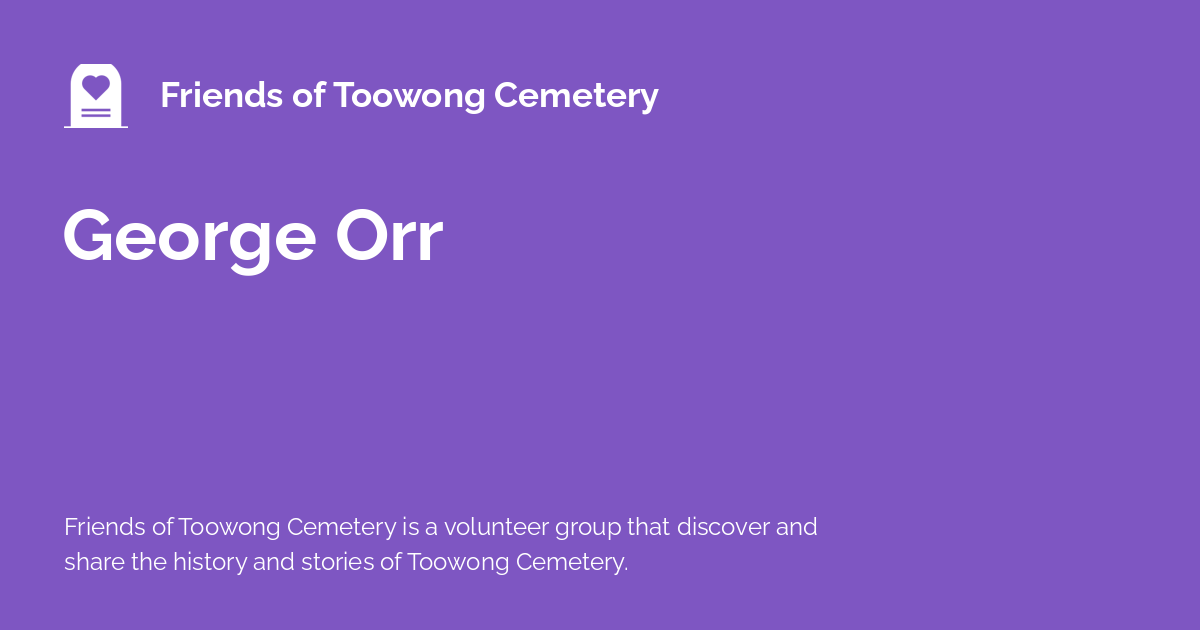 Friends of Toowong Cemetery
George Orr
Friends of Toowong Cemetery is a volunteer group that discover and
share the history and stories of Toowong Cemetery.